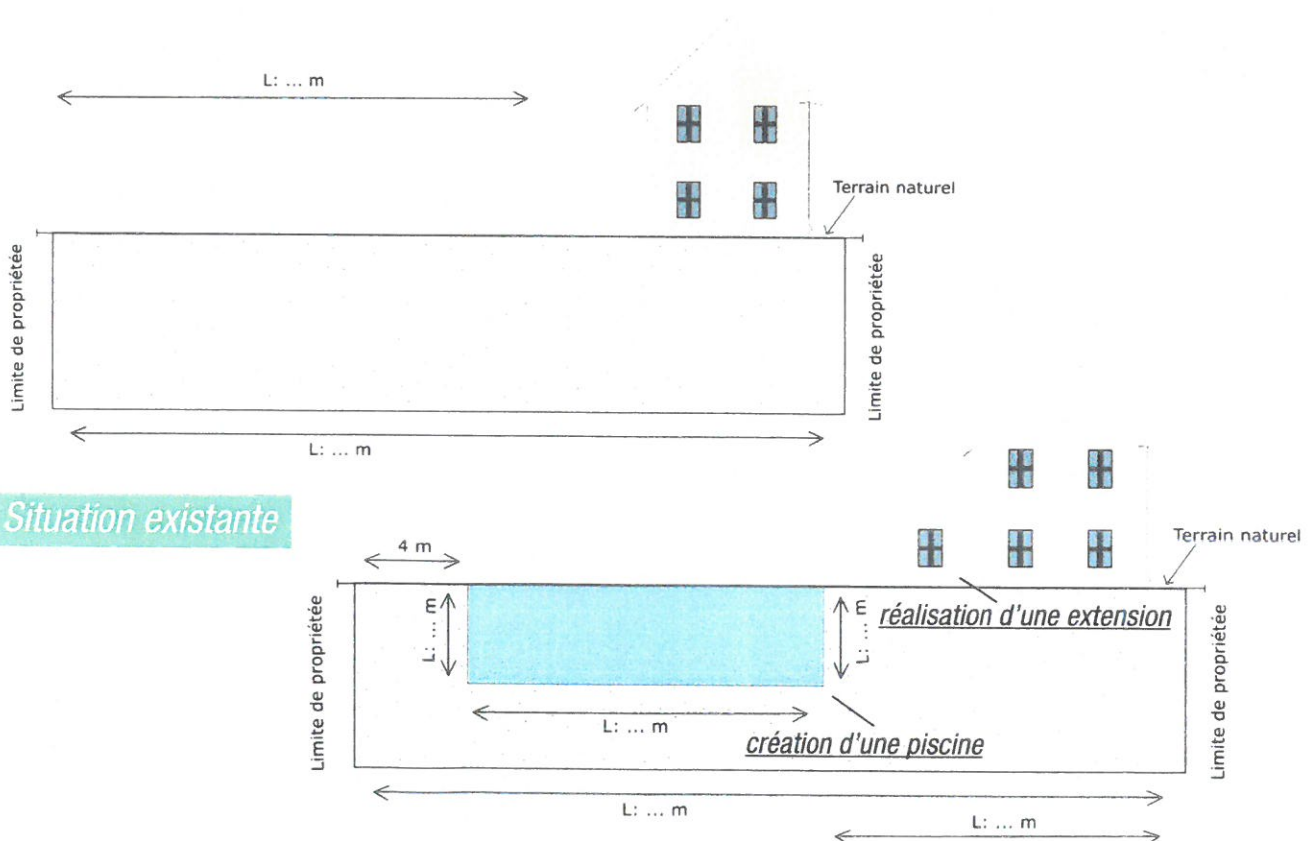 L: ... m
Terrain naturel
Limite de propriétée
Limite de propriétée
L: ... m
Situation existante
4 m
Terrain naturel
L: ... m
L: ... m
réalisation d'une extension
Limite de propriétée
Limite de propriétée
L: ... m
création d'une piscine
L: ... m
L: ... m